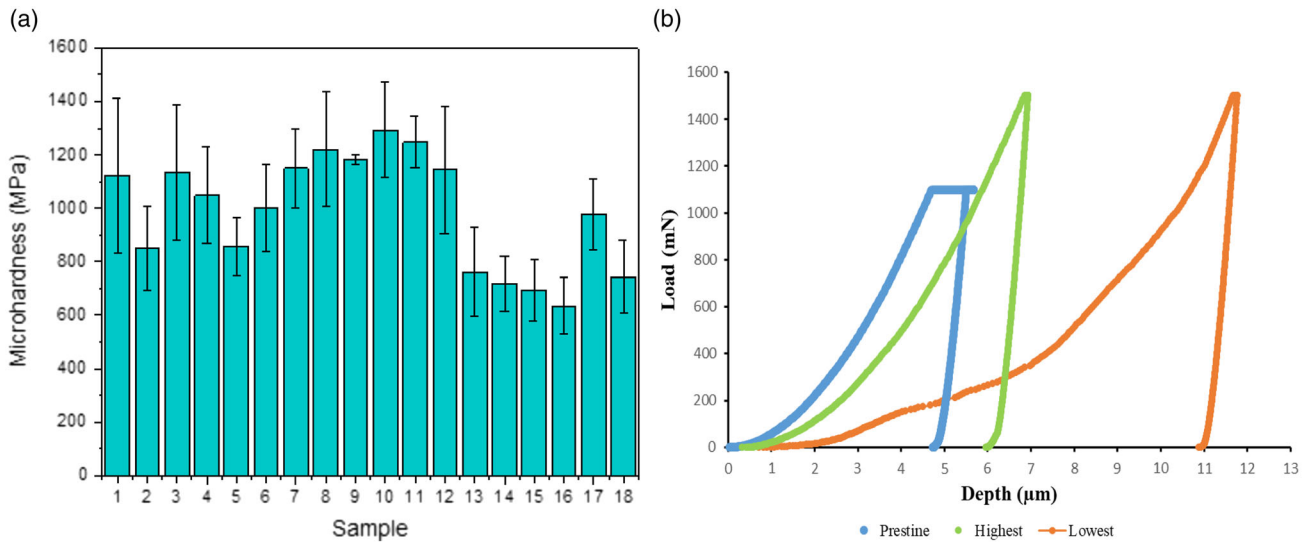 (a)
(b)
Microhardness (MPa)
1600
1400
1200
1000
800
600
400
200
0
1 2 3 4 5 6 7 8 9 10 11 12 13 14 15 16 17 18
Sample
Load (mN)
1600
1400
1200
1000
800
600
400
200
0
0 1 2 3 4 5 6 7 8 9 10 11 12 13
Depth (µm)
Prestine Highest Lowest